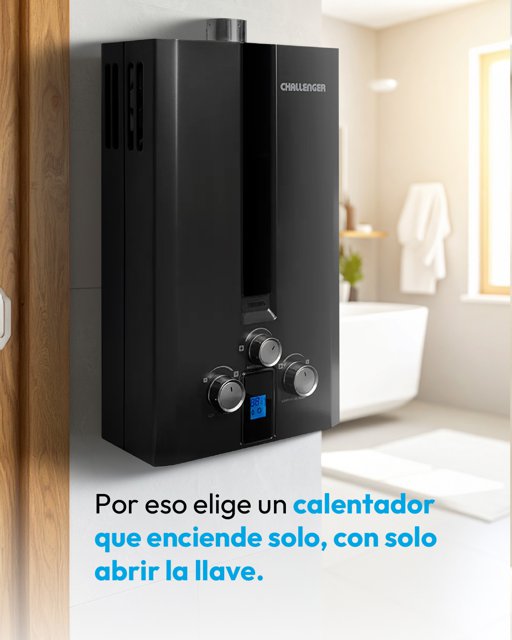 CHALLENGER
Por eso elige un calentador
que enciende solo, con solo
abrir la llave.